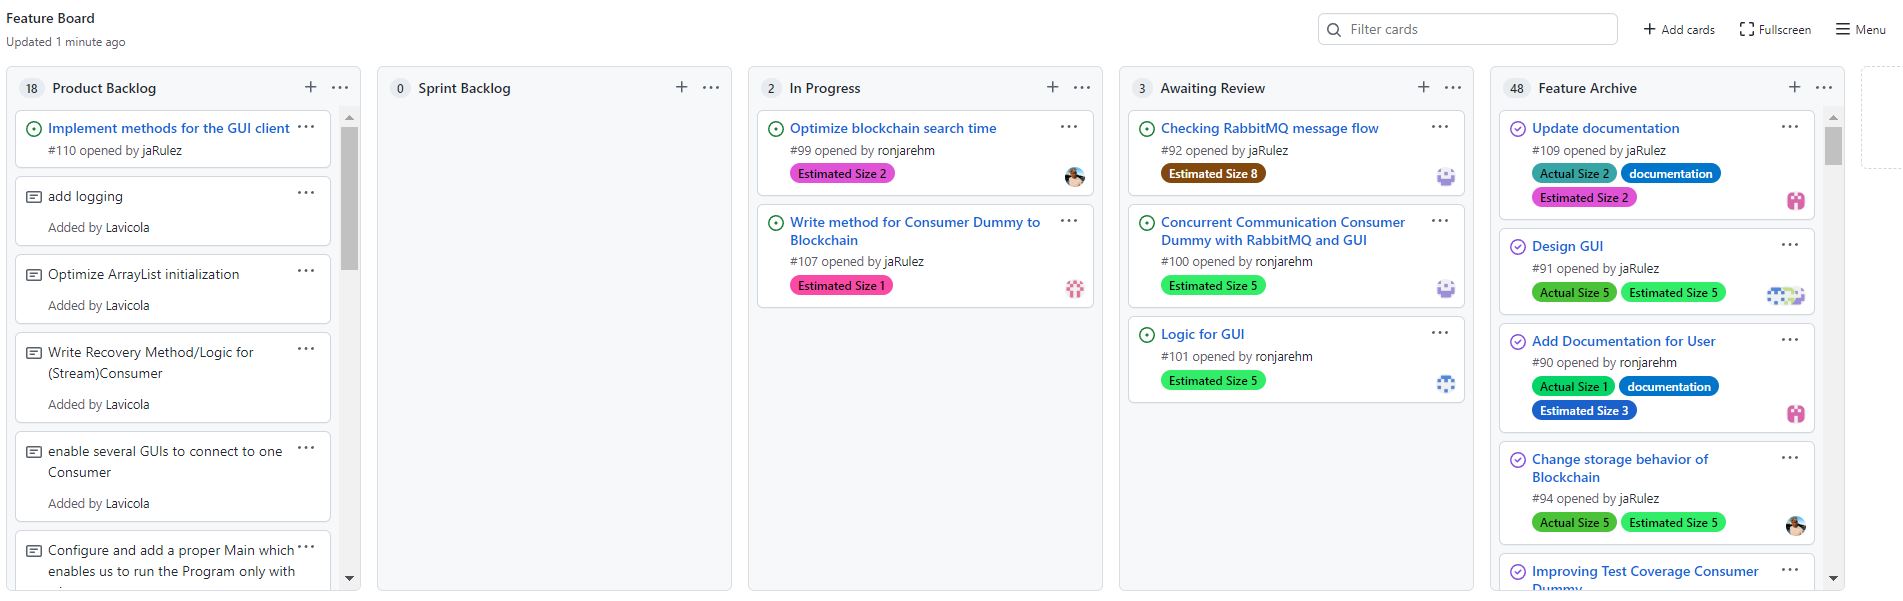 Feature Board
Updated 1 minute ago
Filter cards
Add cards
Fullscreen
Menu
18 Product Backlog
Implement methods for the GUI client
#110 opened by jaRulez
add logging
Added by Lavicola
Optimize ArrayList initialization
Added by Lavicola
Write Recovery Method/Logic for
(Stream)Consumer
Added by Lavicola
enable several GUIs to connect to one
Consumer
Added by Lavicola
Configure and add a proper Main which
enables us to run the Program only with
0 Sprint Backlog
2 In Progress
Optimize blockchain search time
#99 opened by ronjarehm
Estimated Size 2
Write method for Consumer Dummy to
Blockchain
#107 opened by jaRulez
Estimated Size 1
3 Awaiting Review
Checking RabbitMQ message flow
#92 opened by jaRulez
Estimated Size 8
Concurrent Communication Consumer
Dummy with RabbitMQ and GUI
#100 opened by ronjarehm
Estimated Size 5
Logic for GUI
#101 opened by ronjarehm
Estimated Size 5
48 Feature Archive
Update documentation
#109 opened by jaRulez
Actual Size 2 documentation
Estimated Size 2
Design GUI
#91 opened by jaRulez
Actual Size 5 Estimated Size 5
Add Documentation for User
#90 opened by ronjarehm
Actual Size 1 documentation
Estimated Size 3
Change storage behavior of
Blockchain
#94 opened by jaRulez
Actual Size 5 Estimated Size 5
Improving Test Coverage Consumer
Dummy